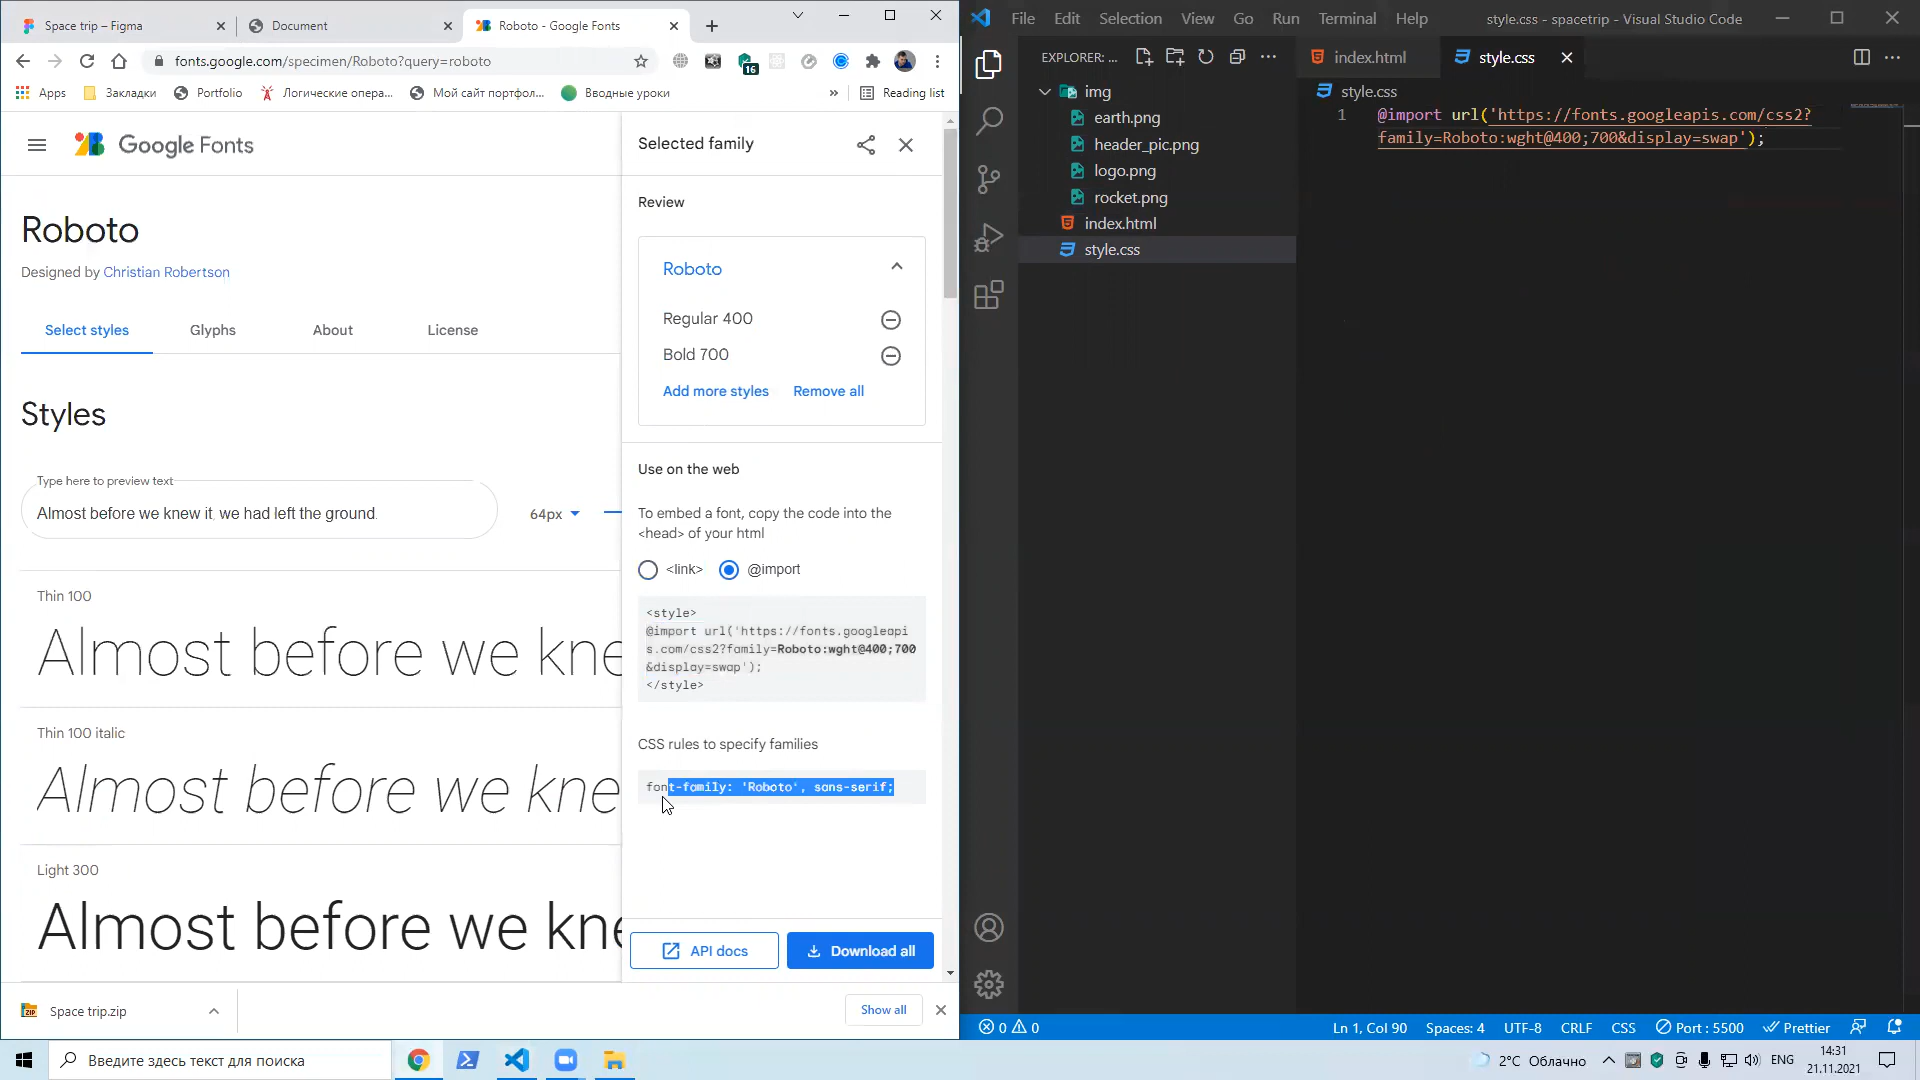 Space trip – Figma
Document
Roboto - Google Fonts
fonts.google.com/specimen/Roboto?query=roboto
16
Apps
Закладки
Portfolio
Логические опера...
Мой сайт портфол...
Вводные уроки
»
Reading list
Google Fonts
Roboto
Designed by Christian Robertson
Select styles
Glyphs
About
License
Styles
Type here to preview text
Almost before we knew it, we had left the ground.
64px
Thin 100
Almost before we kne
Thin 100 italic
Almost before we kne
Light 300
Almost before we kne
Selected family
Review
Roboto
Regular 400
Bold 700
Add more styles
Remove all
Use on the web
To embed a font, copy the code into the
<head> of your html
<link>
@import
<style>
@import url('https://fonts.googleapi
s.com/css2?family=Roboto:wght@400;700
&display=swap');
</style>
CSS rules to specify families
font-family: 'Roboto', sans-serif;
API docs
Download all
Space trip.zip
Show all
File Edit Selection View Go Run Terminal Help
style.css - spacetrip - Visual Studio Code
EXPLORER: ...
img
earth.png
header_pic.png
logo.png
rocket.png
index.html
style.css
index.html
style.css
style.css
1
@import url('https://fonts.googleapis.com/css2?
family=Roboto:wght@400;700&display=swap');
0 0
Ln 1, Col 90
Spaces: 4
UTF-8
CRLF
CSS
Port : 5500
Prettier
Введите здесь текст для поиска
2°C Облачно
ENG
14:31
21.11.2021